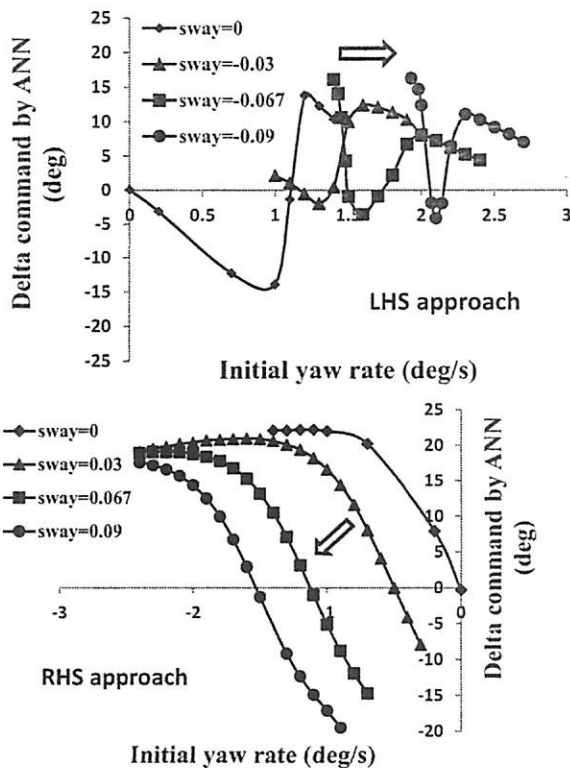 25
sway=0
20
sway=-0.03
15
sway=-0.067
10
sway=-0.09
5
0
-5
-10
-15
-20
-25
0 0.5 1 1.5 2 2.5 3
Delta command by ANN
(deg)
LHS approach
Initial yaw rate (deg/s)
sway=0
sway=0.03
sway=0.067
sway=0.09
25
20
15
10
5
0
-5
-10
-15
-20
-3 -2 -1 0
Delta command by ANN
(deg)
RHS approach
Initial yaw rate (deg/s)